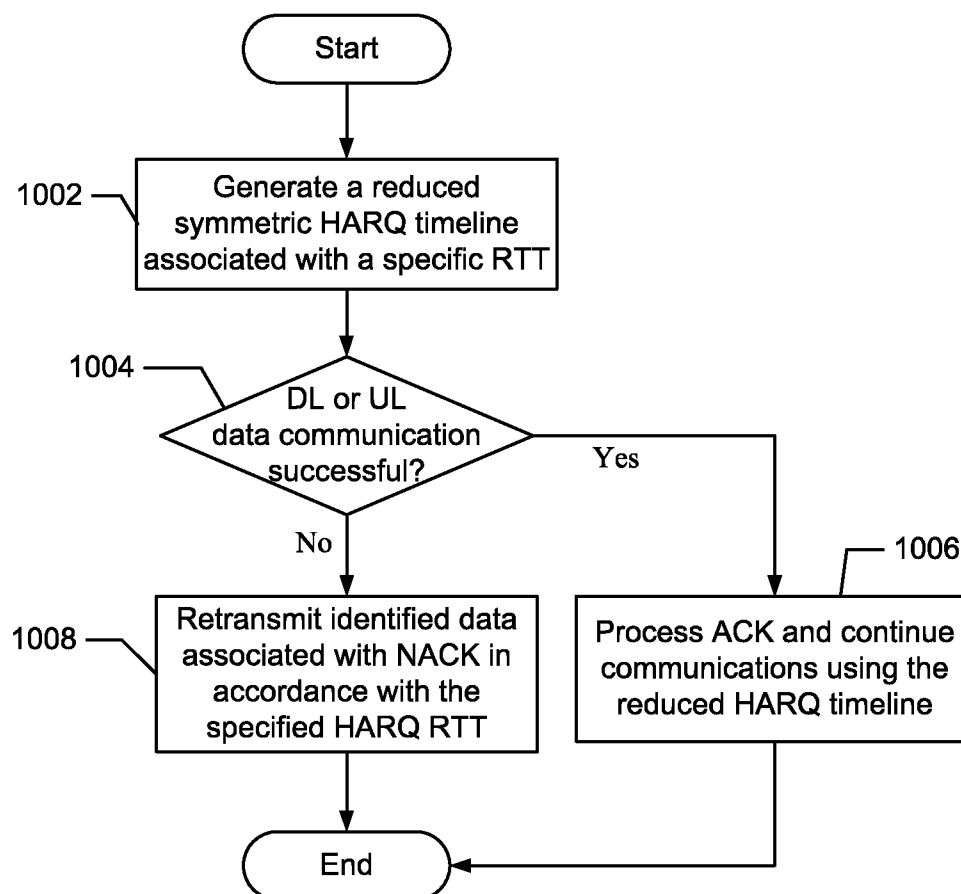 Start
1002
Generate a reduced
symmetric HARQ timeline
associated with a specific RTT
1004
DL or UL
data communication
successful?
Yes
No
1006
Process ACK and continue
communications using the
reduced HARQ timeline
1008
Retransmit identified data
associated with NACK in
accordance with the
specified HARQ RTT
End